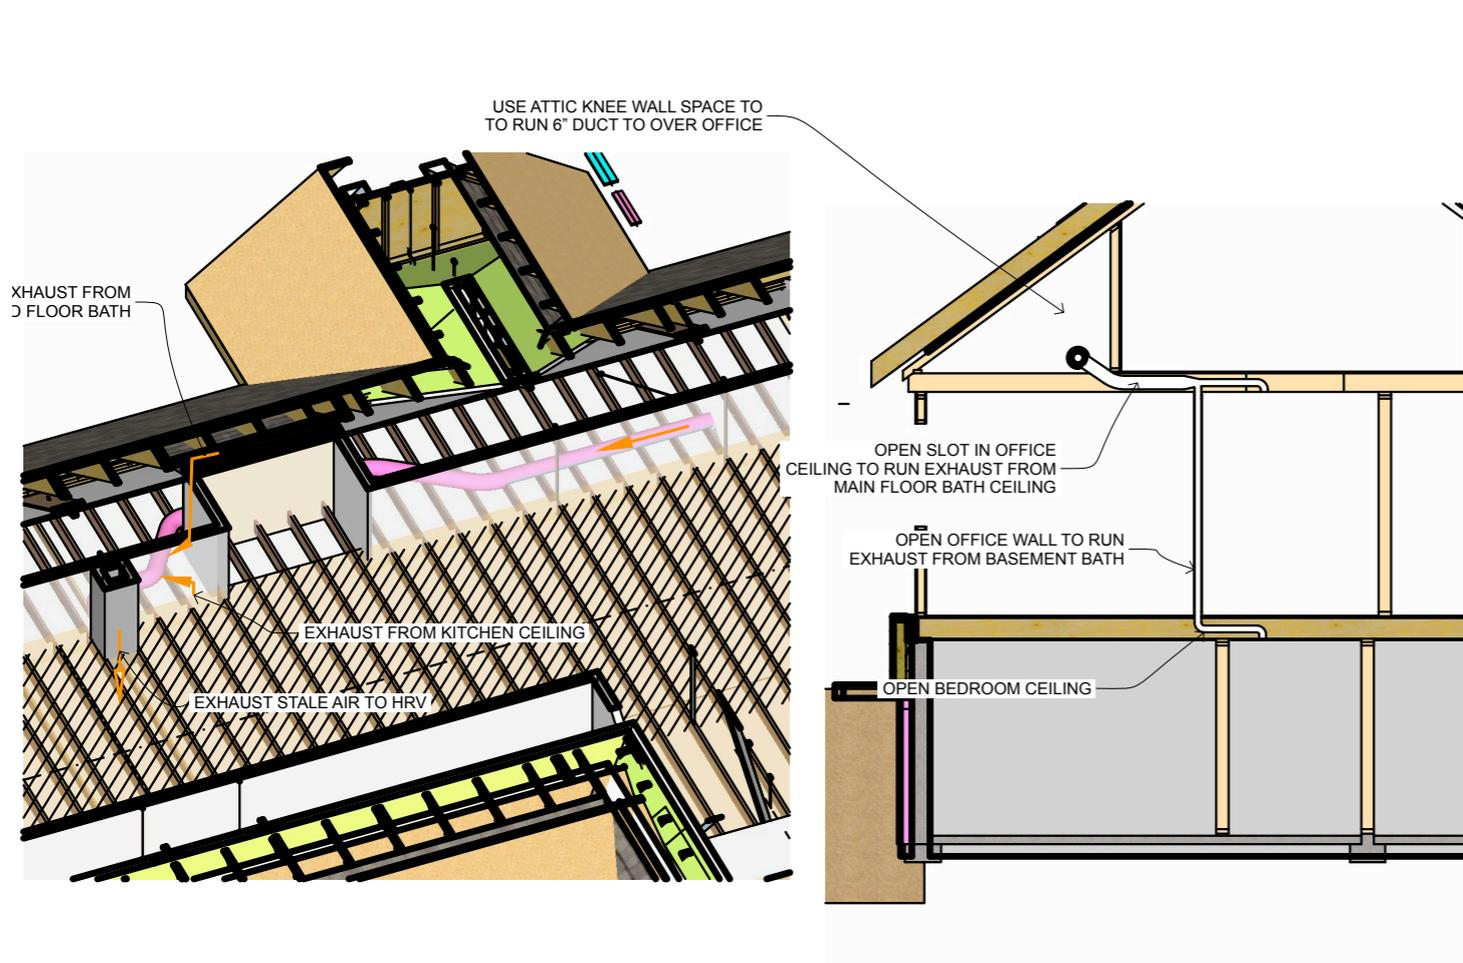 USE ATTIC KNEE WALL SPACE TO
TO RUN 6” DUCT TO OVER OFFICE
XHAUST FROM
FLOOR BATH
OPEN SLOT IN OFFICE
CEILING TO RUN EXHAUST FROM
MAIN FLOOR BATH CEILING
OPEN OFFICE WALL TO RUN
EXHAUST FROM BASEMENT BATH
EXHAUST FROM KITCHEN CEILING
OPEN BEDROOM CEILING
EXHAUST STALE AIR TO HRV